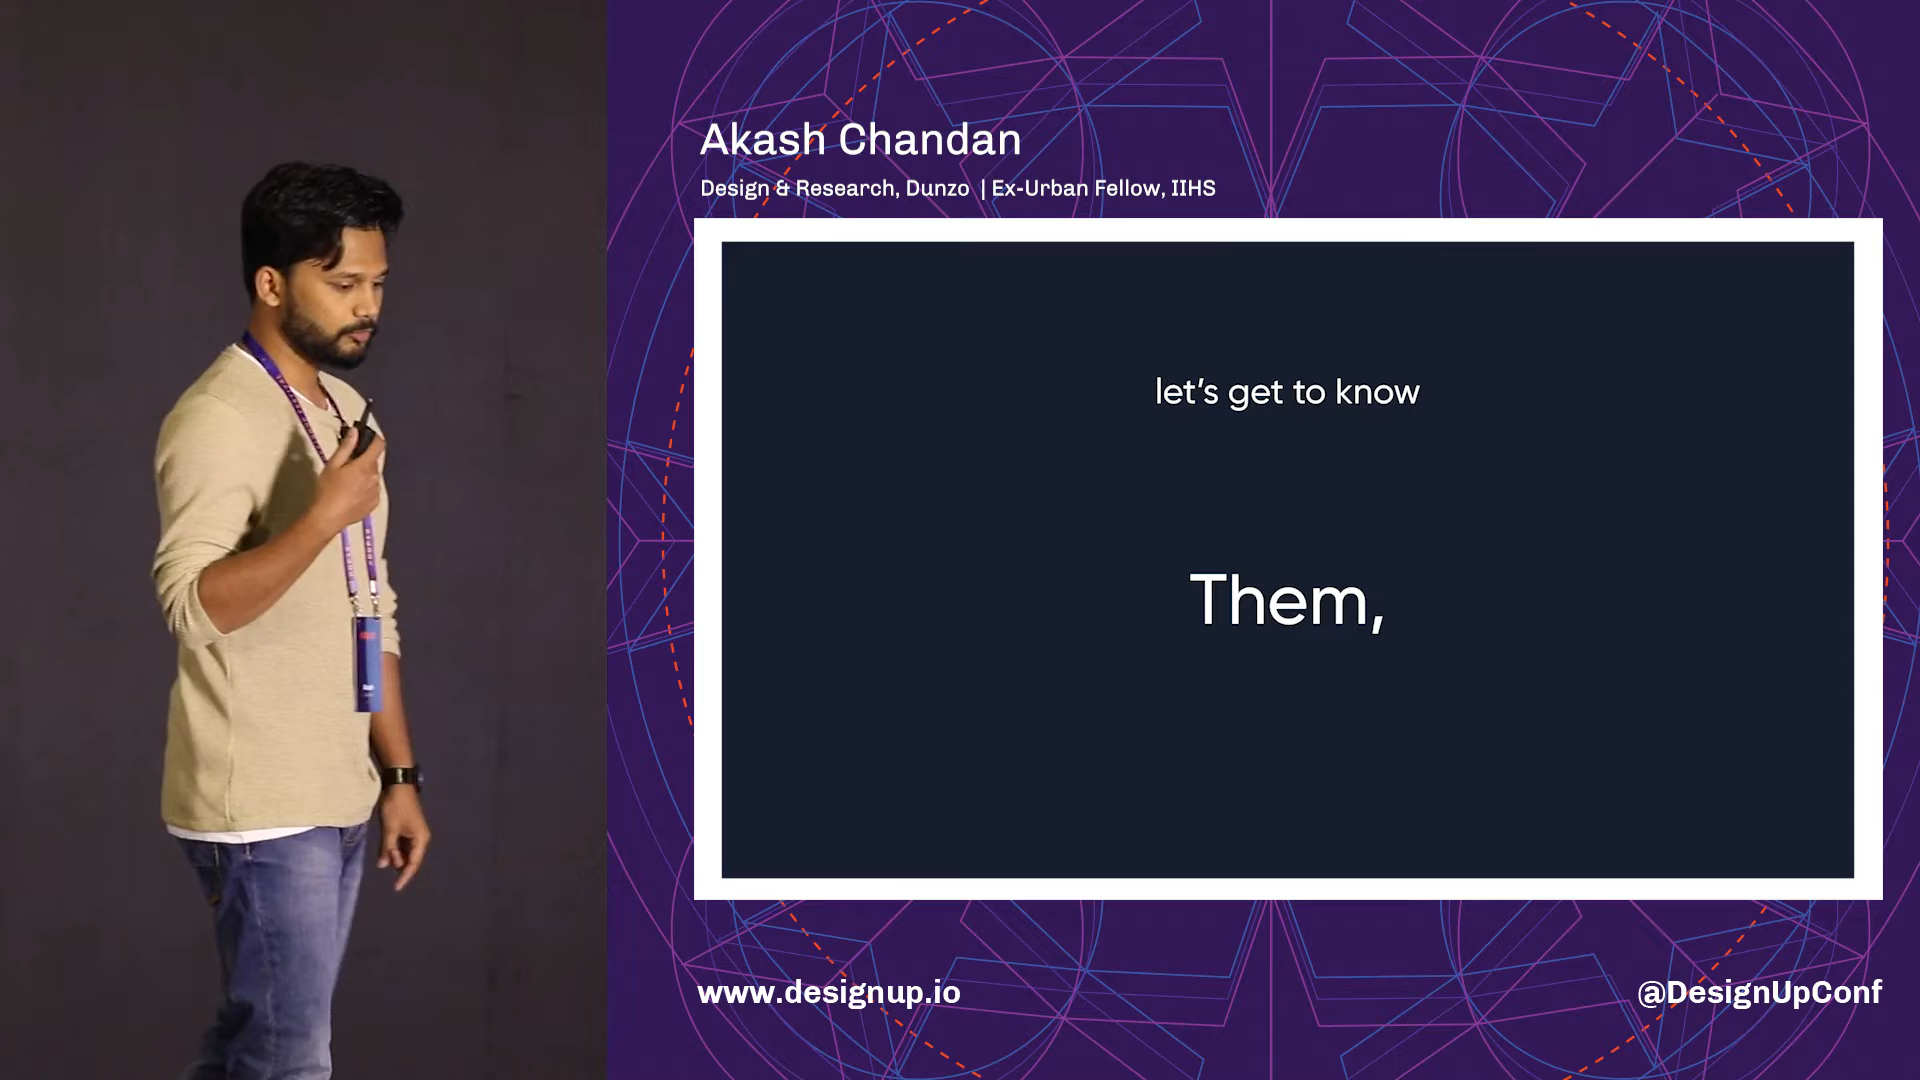 Akash Chandan
Design & Research, Dunzo | Ex-Urban Fellow, IIHS
let's get to know
Them,
www.designup.io
@DesignUpConf